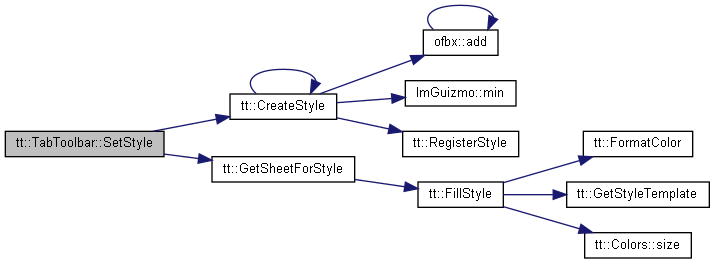 ofbx::add
ImGuizmo::min
tt::CreateStyle
tt::RegisterStyle
tt::FormatColor
tt::TabToolbar::SetStyle
tt::GetSheetForStyle
tt::FillStyle
tt::GetStyleTemplate
tt::Colors::size